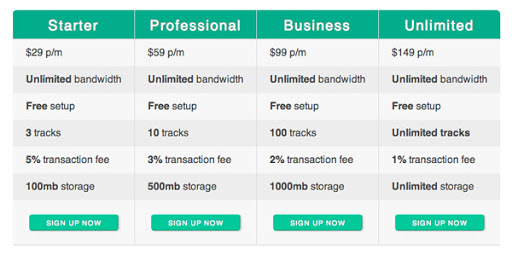 Starter Professional Business Unlimited
$29 p/m $59 p/m $99 p/m $149 p/m
Unlimited bandwidth Unlimited bandwidth Unlimited bandwidth Unlimited bandwidth
Free setup Free setup Free setup Free setup
3 tracks 10 tracks 100 tracks Unlimited tracks
5% transaction fee 3% transaction fee 2% transaction fee 1% transaction fee
100mb storage 500mb storage 1000mb storage Unlimited storage
SIGN UP NOW SIGN UP NOW SIGN UP NOW SIGN UP NOW